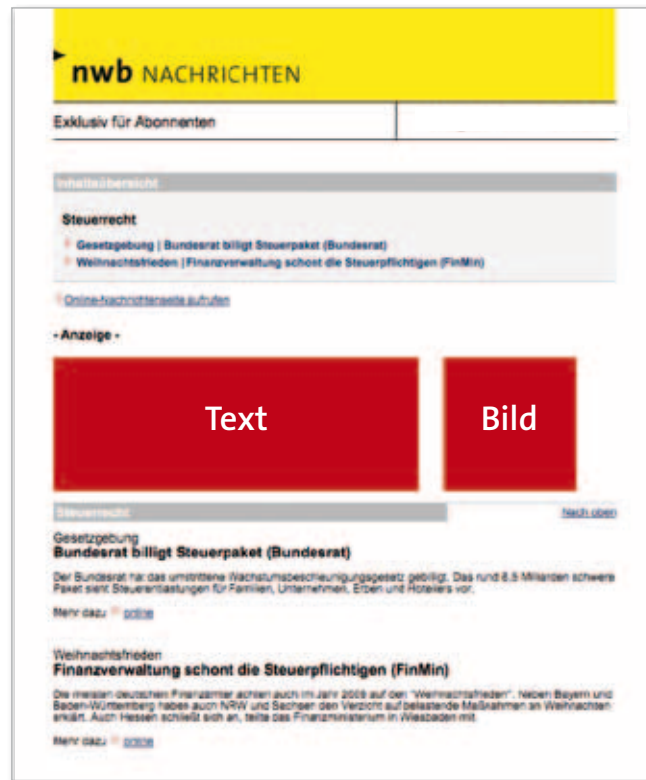 nwb NACHRICHTEN
Exklusiv für Abonnenten
Inhaltsübersicht
Steuerrecht
Gesetzgebung | Bundesrat billigt Steuerpaket (Bundesrat)
Weihnachtsfrieden | Finanzverwaltung schont die Steuerpflichtigen (FinMin)
Online-Nachrichtenseite aufrufen
- Anzeige -
Text Bild
Steuerrecht Nach oben
Gesetzgebung
Bundesrat billigt Steuerpaket (Bundesrat)
Der Bundesrat hat das umstrittene Wachstumsbeschleunigungsgesetz gebilligt. Das rund 8,5 Milliarden schwere
Paket sieht Steuerentlastungen für Familien, Unternehmen, Erben und Hoteliers vor.
Mehr dazu online
Weihnachtsfrieden
Finanzverwaltung schont die Steuerpflichtigen (FinMin)
Die meisten deutschen Finanzämter achten auch im Jahr 2009 auf den "Weihnachtsfrieden". Neben Bayern und
Baden-Württemberg haben auch NRW und Sachsen den Verzicht auf belastende Maßnahmen an Weihnachten
erklärt. Auch Hessen schließt sich an, teilte das Finanzministerium in Wiesbaden mit.
Mehr dazu online